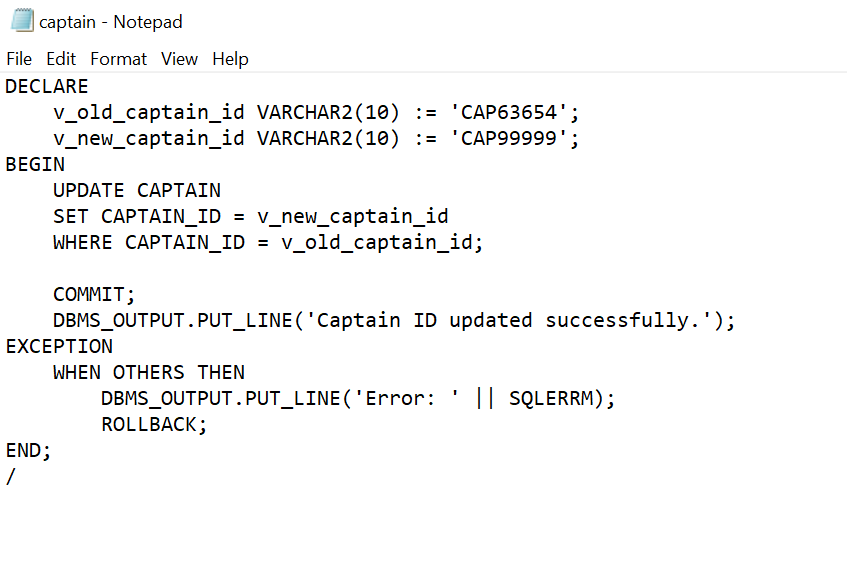 captain - Notepad
File Edit Format View Help
DECLARE
    v_old_captain_id VARCHAR2(10) := 'CAP63654';
    v_new_captain_id VARCHAR2(10) := 'CAP99999';
BEGIN
    UPDATE CAPTAIN
    SET CAPTAIN_ID = v_new_captain_id
    WHERE CAPTAIN_ID = v_old_captain_id;

    COMMIT;
    DBMS_OUTPUT.PUT_LINE('Captain ID updated successfully.');
EXCEPTION
    WHEN OTHERS THEN
        DBMS_OUTPUT.PUT_LINE('Error: ' || SQLERRM);
        ROLLBACK;
END;
/